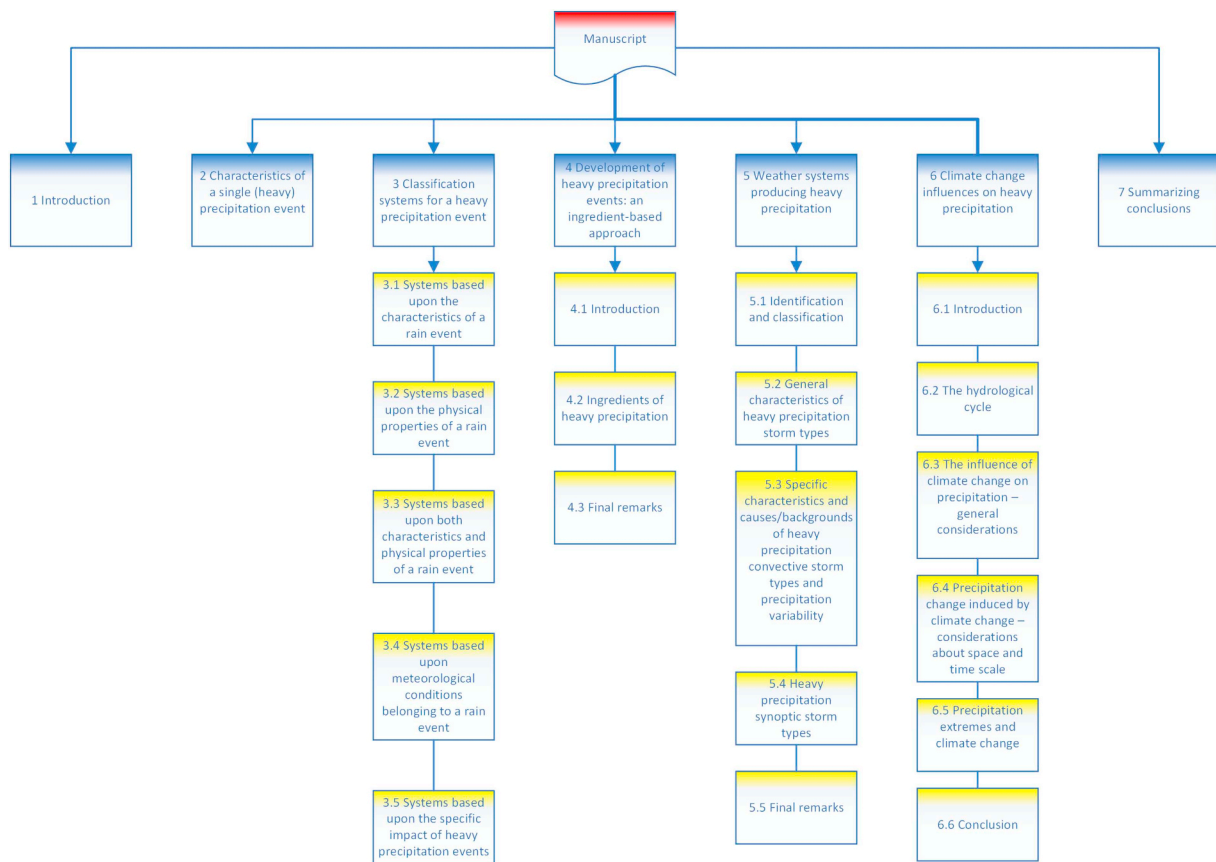 Manuscript
1 Introduction
2 Characteristics of
a single (heavy)
precipitation event
3 Classification
systems for a heavy
precipitation event
4 Development of
heavy precipitation
events: an
ingredient-based
approach
5 Weather systems
producing heavy
precipitation
6 Climate change
influences on heavy
precipitation
7 Summarizing
conclusions
3.1 Systems based
upon the
characteristics of a
rain event
3.2 Systems based
upon the physical
properties of a rain
event
3.3 Systems based
upon both
characteristics and
physical properties
of a rain event
3.4 Systems based
upon
meteorological
conditions
belonging to a rain
event
3.5 Systems based
upon the specific
impact of heavy
precipitation events
4.1 Introduction
4.2 Ingredients of
heavy precipitation
4.3 Final remarks
5.1 Identification
and classification
5.2 General
characteristics of
heavy precipitation
storm types
5.3 Specific
characteristics and
causes/backgrounds
of heavy
precipitation
convective storm
types and
precipitation
variability
5.4 Heavy
precipitation
synoptic storm
types
5.5 Final remarks
6.1 Introduction
6.2 The hydrological
cycle
6.3 The influence of
climate change on
precipitation –
general
considerations
6.4 Precipitation
change induced by
climate change –
considerations
about space and
time scale
6.5 Precipitation
extremes and
climate change
6.6 Conclusion